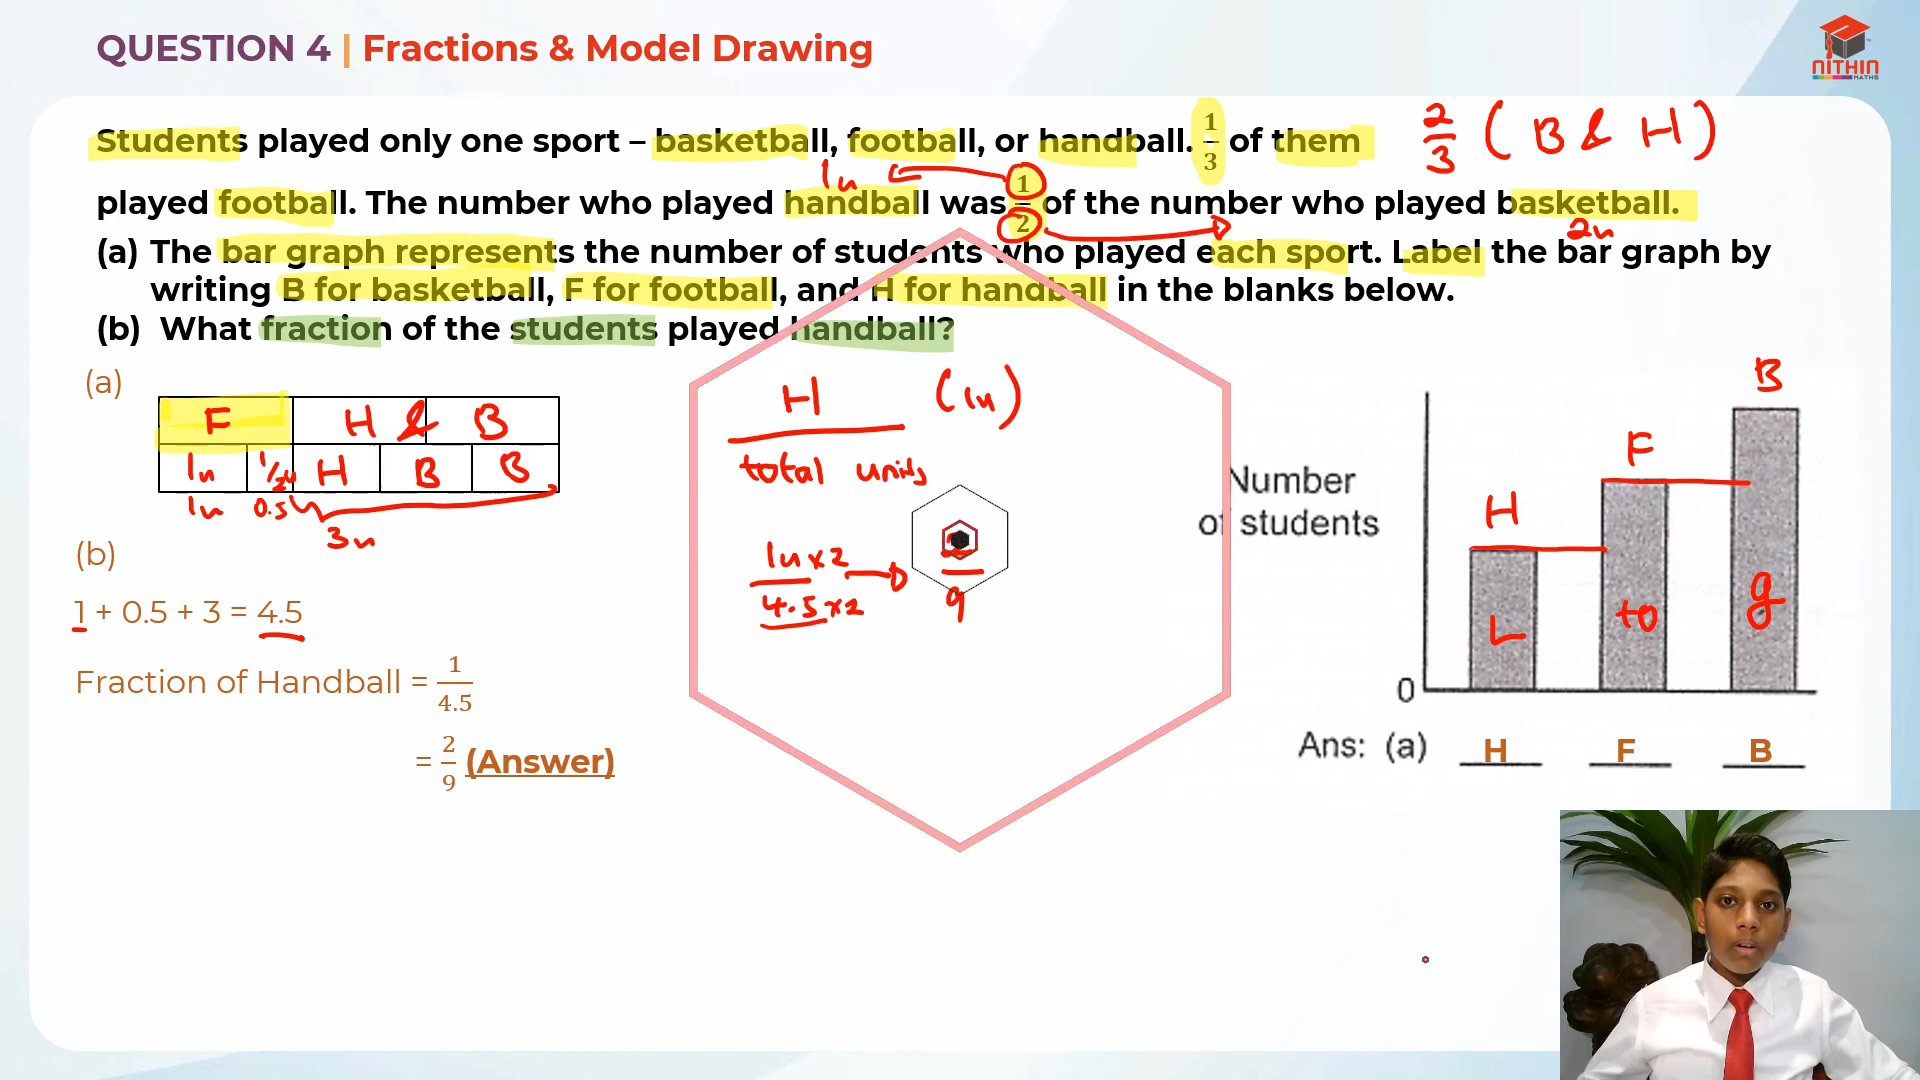 QUESTION 4 | Fractions & Model Drawing
NITHIN
MATHS
Students played only one sport – basketball, football, or handball. 1/3 of them
2/3 ( B & H )
played football. The number who played handball was 1/2 of the number who played basketball.
1u
2u
(a) The bar graph represents the number of students who played each sport. Label the bar graph by
writing B for basketball, F for football, and H for handball in the blanks below.
(b) What fraction of the students played handball?
(a)
F H & B
1u 1/2u H B B
1u 0.5u
3u
(b)
1 + 0.5 + 3 = 4.5
Fraction of Handball = 1/4.5
= 2/9 (Answer)
H (1u)
total units
1u x2
4.5 x2
2
9
Number
of students
0
H F B
L to g
Ans: (a) H F B